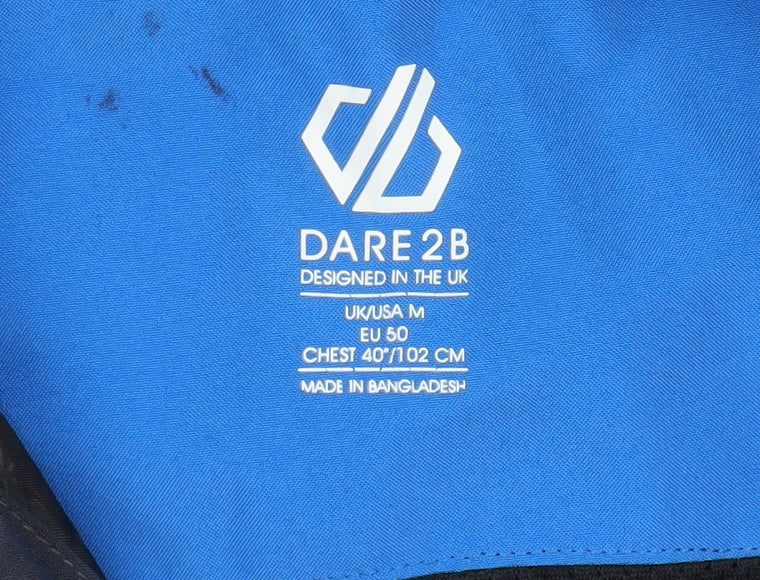 DARE 2B
DESIGNED IN THE UK
UK/USA M
EU 50
CHEST 40"/102 CM
MADE IN BANGLADESH